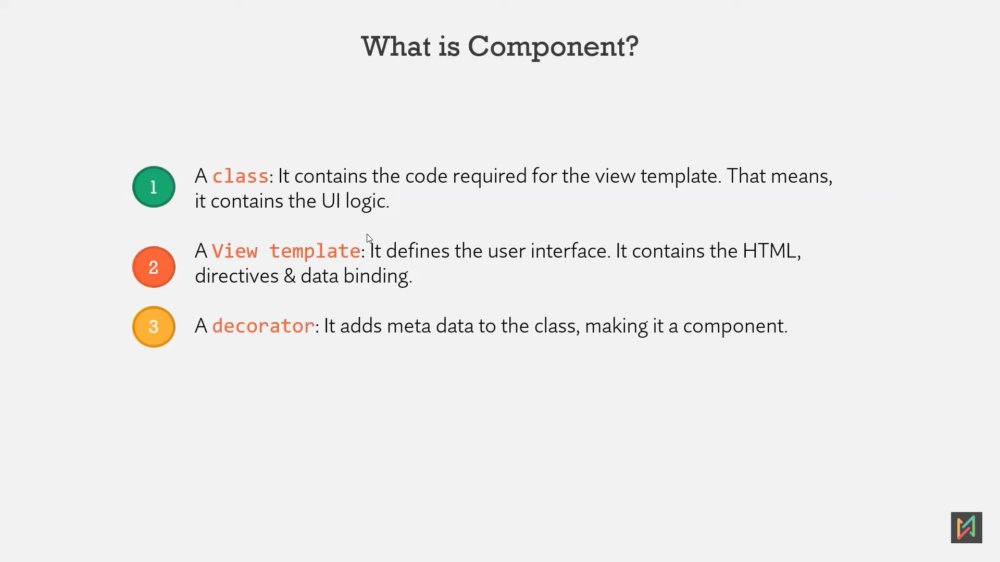 What is Component?
1
A class: It contains the code required for the view template. That means,
it contains the UI logic.
2
A View template: It defines the user interface. It contains the HTML,
directives & data binding.
3
A decorator: It adds meta data to the class, making it a component.